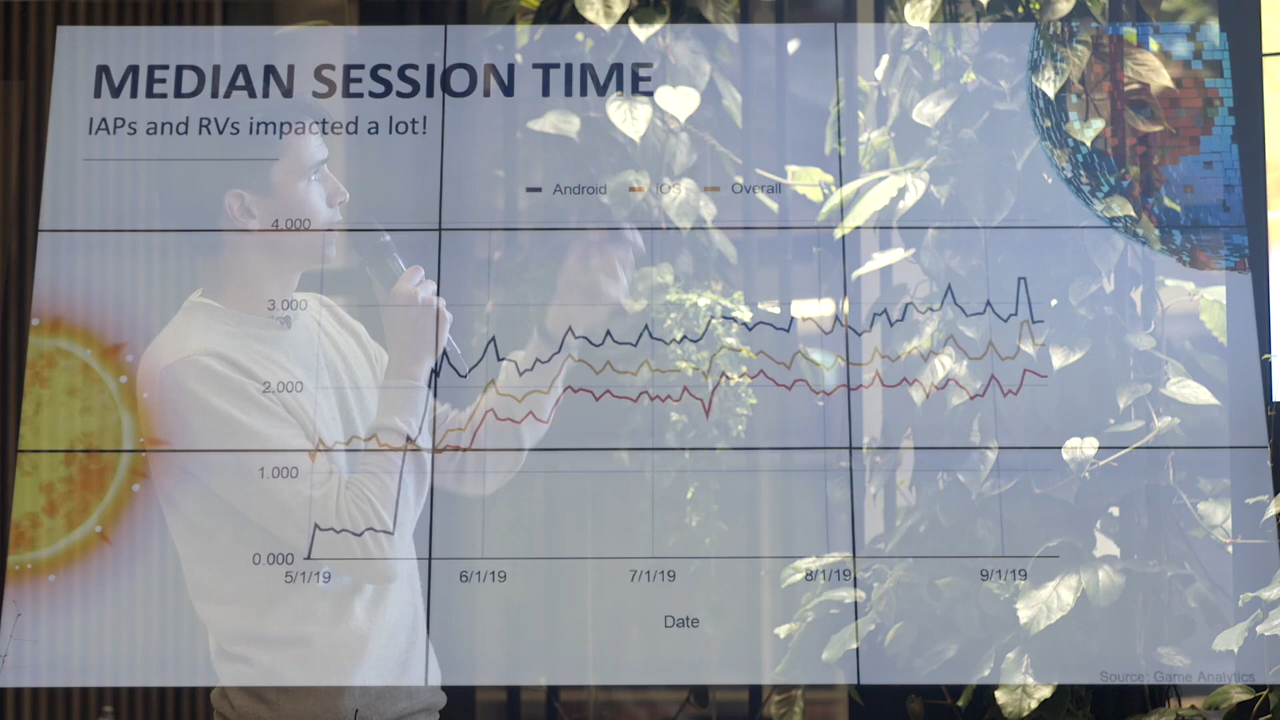 MEDIAN SESSION TIME
IAPs and RVs impacted a lot!
Android iOS Overall
4.000
3.000
2.000
1.000
0.000
5/1/19 6/1/19 7/1/19 8/1/19 9/1/19
Date
Source: Game Analytics